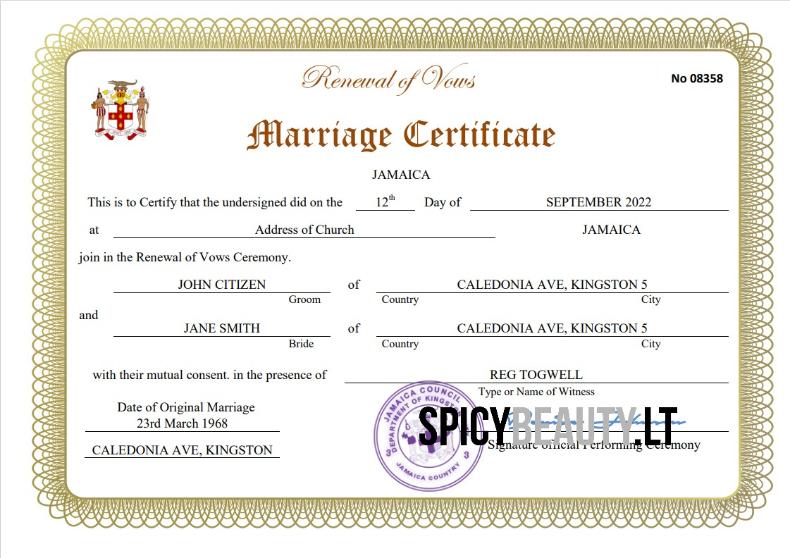 Renewal of Vows
No 08358
Marriage Certificate
JAMAICA
This is to Certify that the undersigned did on the 12th Day of SEPTEMBER 2022
at Address of Church JAMAICA
join in the Renewal of Vows Ceremony.
JOHN CITIZEN of CALEDONIA AVE, KINGSTON 5
Groom Country City
and
JANE SMITH of CALEDONIA AVE, KINGSTON 5
Bride Country City
with their mutual consent. in the presence of REG TOGWELL
Type or Name of Witness
Date of Original Marriage
23rd March 1968
CALEDONIA AVE, KINGSTON
JAMAICA COUNCIL
DEPARTMENT OF KINGSTON
3 3
JAMAICA COUNTRY
SPICYBEAUTY.LT
Signature official Performing Ceremony